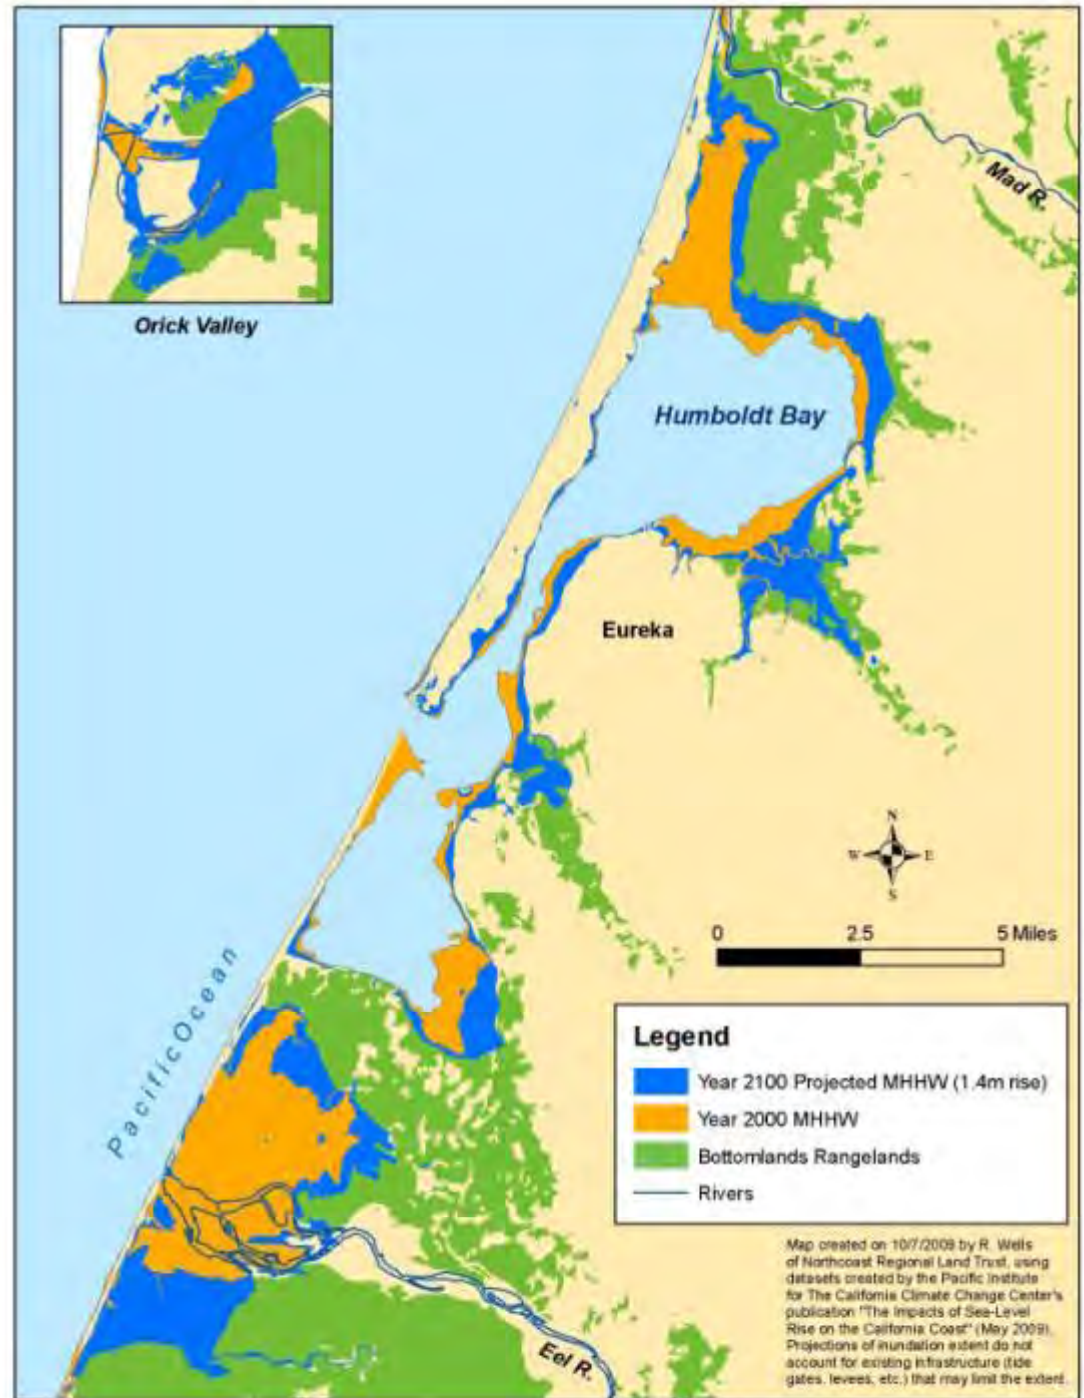 Orick Valley
Mad R.
Humboldt Bay
Eureka
N
W E
S
0 2.5 5 Miles
Pacific Ocean
Legend
Year 2100 Projected MHHW (1.4m rise)
Year 2000 MHHW
Bottomlands Rangelands
Rivers
Eel R.
Map created on 10/7/2009 by R. Wells
of Northcoast Regional Land Trust, using
datasets created by the Pacific Institute
for The California Climate Change Center's
publication "The Impacts of Sea-Level
Rise on the California Coast" (May 2009).
Projections of inundation extent do not
account for existing infrastructure (tide
gates, levees, etc.) that may limit the extent.